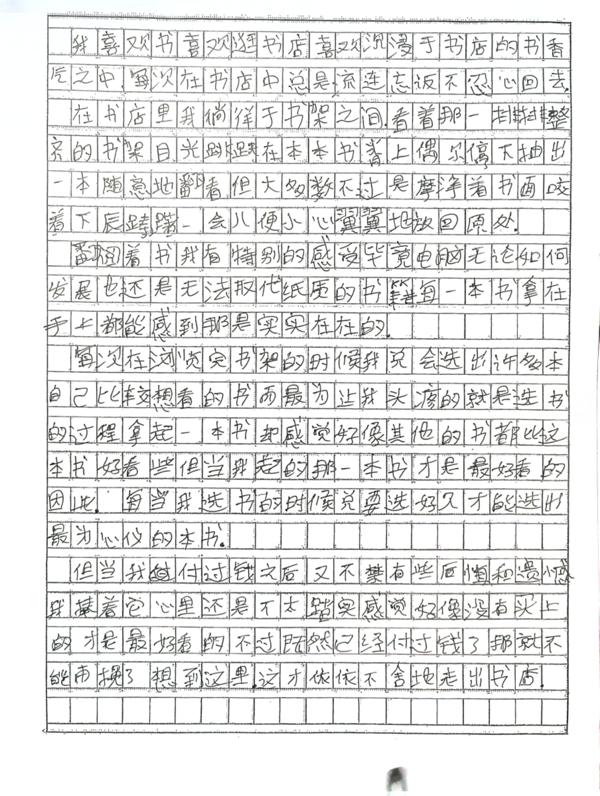 我喜欢书喜欢逛书店喜欢沉浸于书店的书香
气之中.每次在书店中总是流连忘返不忍心回去.
在书店里我徜徉于书架之间.看着那一排排整
齐的书架目光跳跃在本本书脊上偶尔停下抽出
一本随意地翻看但大多数不过是摩净着书面咬
着下唇踌躇一会儿便小心翼翼地放回原处.
翻阅着书我有特别的感受毕竟电脑无论如何
发展也还是无法取代纸质的书籍每一本书拿在
手上都能感到那是实实在在的.
每次在浏览完书架的时候我总会选出许多本
自己比较想看的书而最为让我头疼的就是选书
的过程拿起一本书却感觉好像其他的书都比这
本书好看些但当我起的那一本书才是最好看的
因此.每当我选书的时候总要选好久才能选出
最为心仪的本书.
但当我付过钱之后又不禁有些后悔和遗憾
我捧着它心里还是不太踏实感觉好像没有买上
的才是最好看的不过既然已经付过钱了那就不
能再换了想到这里.这才依依不舍地走出书店.